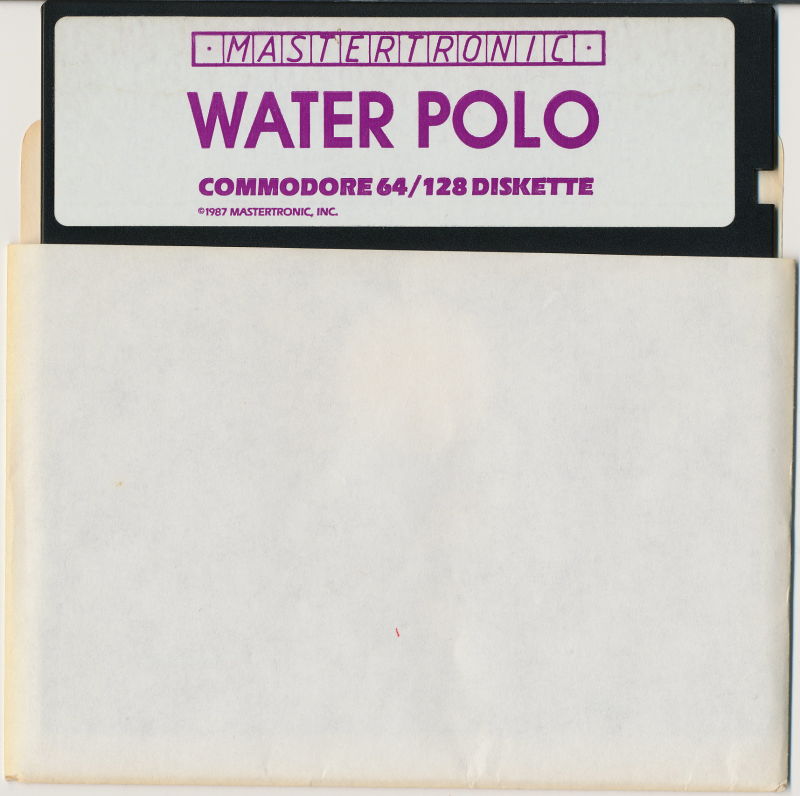 ·MASTERTRONIC·
WATER POLO
COMMODORE 64/128 DISKETTE
©1987 MASTERTRONIC, INC.